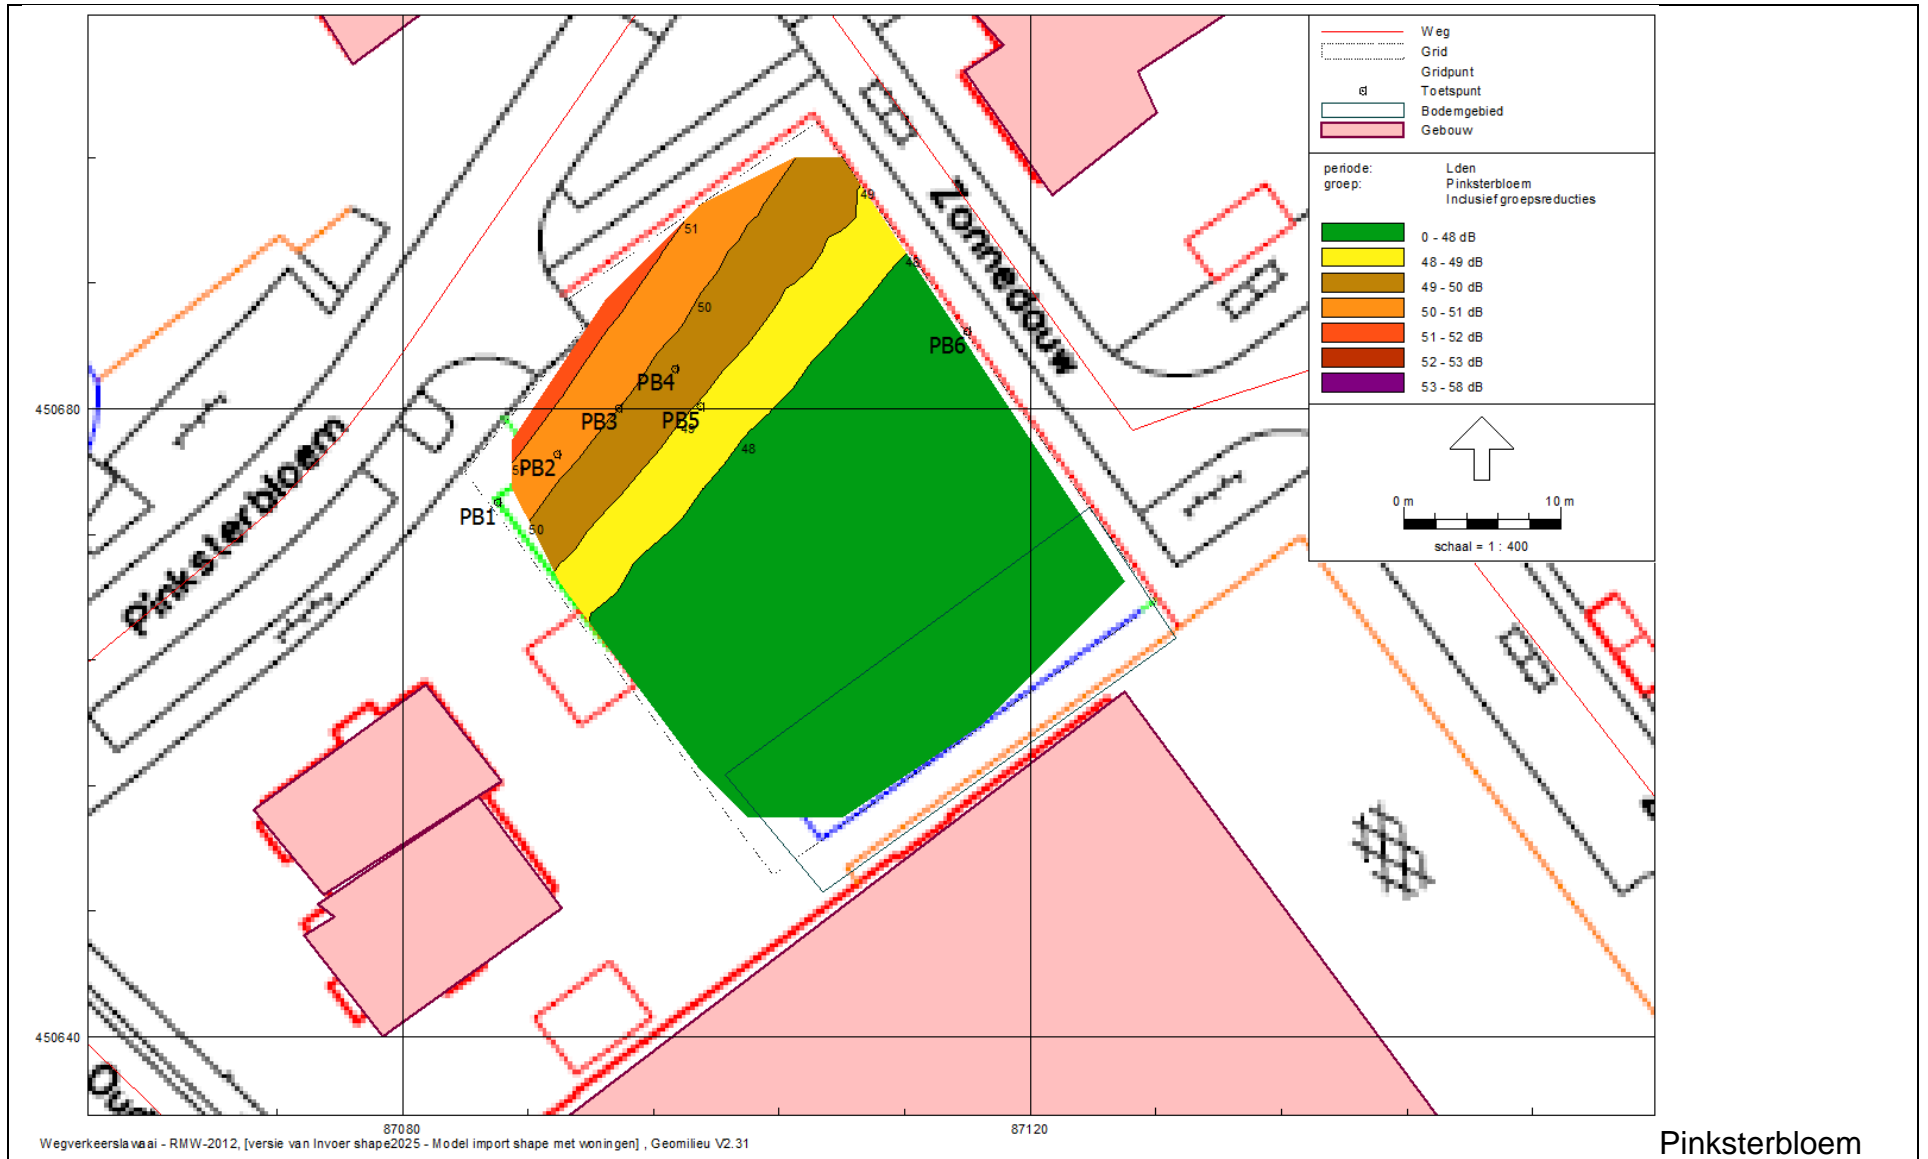 Weg
Grid
Gridpunt
Toetspunt
Bodemgebied
Gebouw
periode: Lden
groep: Pinksterbloem
Inclusief groepsreducties
0 - 48 dB
48 - 49 dB
49 - 50 dB
50 - 51 dB
51 - 52 dB
52 - 53 dB
53 - 58 dB
0 m 10 m
schaal = 1 : 400
Zonnedauw
49
51
48
50
PB6
PB4
450680
PB3
PB5
49
48
PB2
PB1
50
Pinksterbloem
450640
87080
87120
Wegverkeerslawaai - RMW-2012, [versie van Invoer shape2025 - Model import shape met woningen] , Geomilieu V2.31
Pinksterbloem